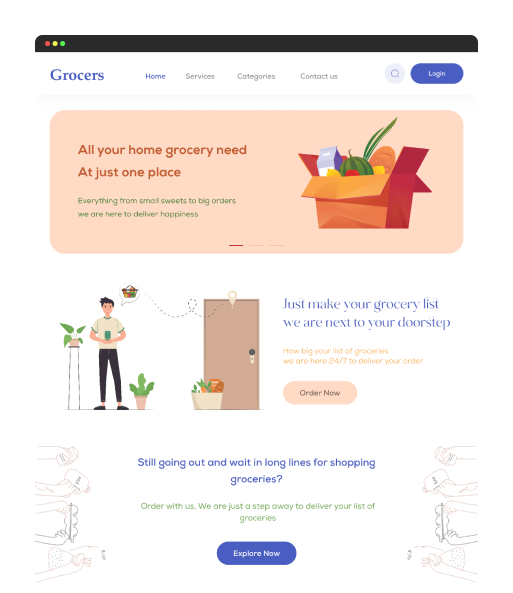 Grocers
Home Services Categories Contact us Login
All your home grocery need
At just one place
Everything from small sweets to big orders
we are here to deliver happiness
Just make your grocery list
we are next to your doorstep
How big your list of groceries
we are here 24/7 to deliver your order
Order Now
Still going out and wait in long lines for shopping
groceries?
Order with us, We are just a step away to deliver your list of
groceries
Explore Now